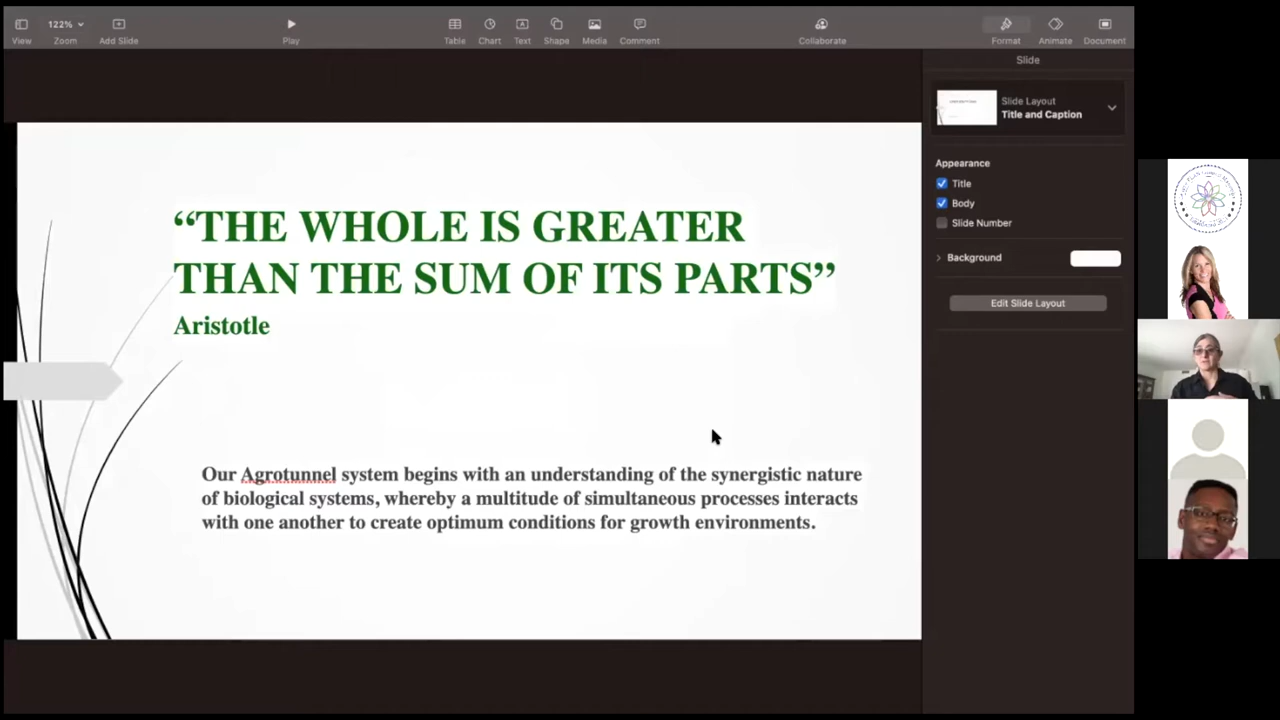 122%
View
Zoom
Add Slide
Play
Table
Chart
Text
Shape
Media
Comment
Collaborate
Format
Animate
Document
Slide
Slide Layout
Title and Caption
Appearance
Title
Body
Slide Number
Background
Edit Slide Layout
“THE WHOLE IS GREATER
THAN THE SUM OF ITS PARTS”
Aristotle
Our Agrotunnel system begins with an understanding of the synergistic nature
of biological systems, whereby a multitude of simultaneous processes interacts
with one another to create optimum conditions for growth environments.